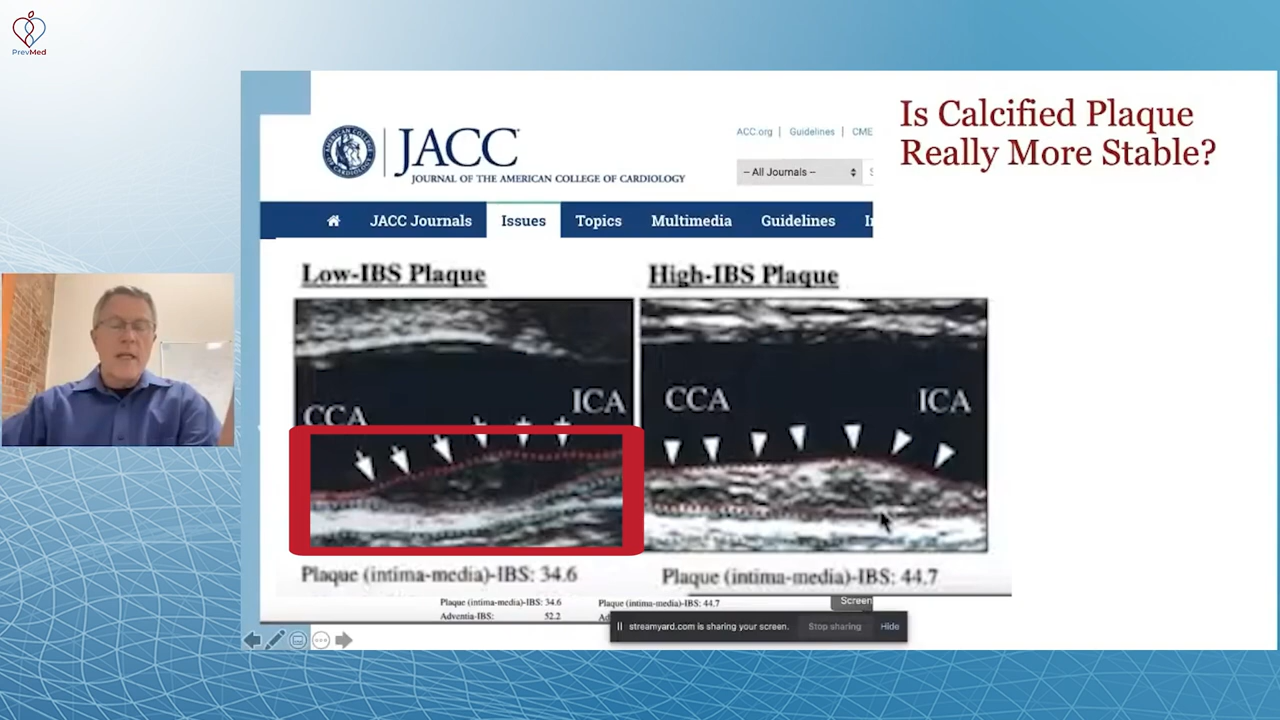 PrevMed
Is Calcified Plaque
Really More Stable?
JACC
JOURNAL OF THE AMERICAN COLLEGE OF CARDIOLOGY
ACC.org | Guidelines | CME
-- All Journals --
JACC Journals Issues Topics Multimedia Guidelines
Low-IBS Plaque
High-IBS Plaque
CCA
ICA
CCA
ICA
Plaque (intima-media)-IBS: 34.6
Plaque (intima-media)-IBS: 44.7
Plaque (intima-media)-IBS: 34.6
Plaque (intima-media)-IBS: 44.7
Adventia-IBS: 52.2
Screen
streamyard.com is sharing your screen. Stop sharing Hide